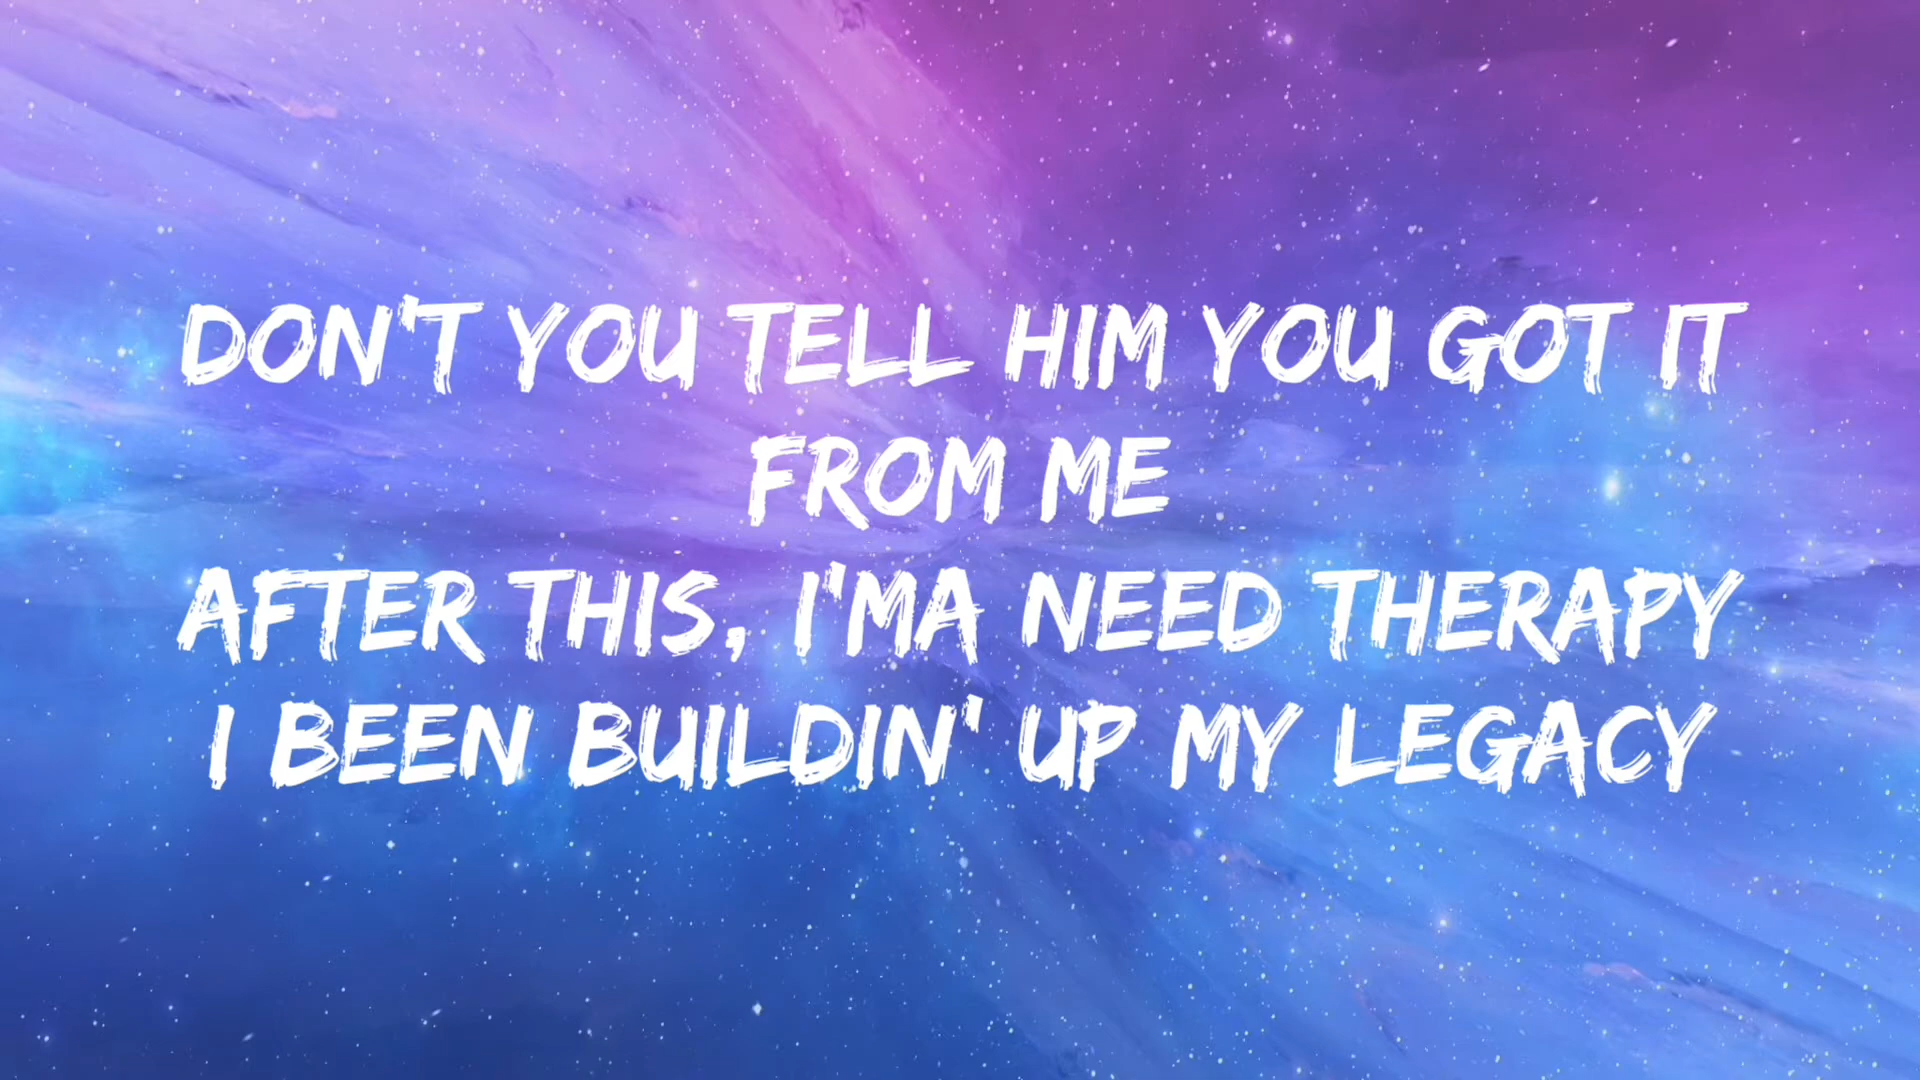 DON'T YOU TELL HIM YOU GOT IT
FROM ME
AFTER THIS, I'MA NEED THERAPY
I BEEN BUILDIN' UP MY LEGACY